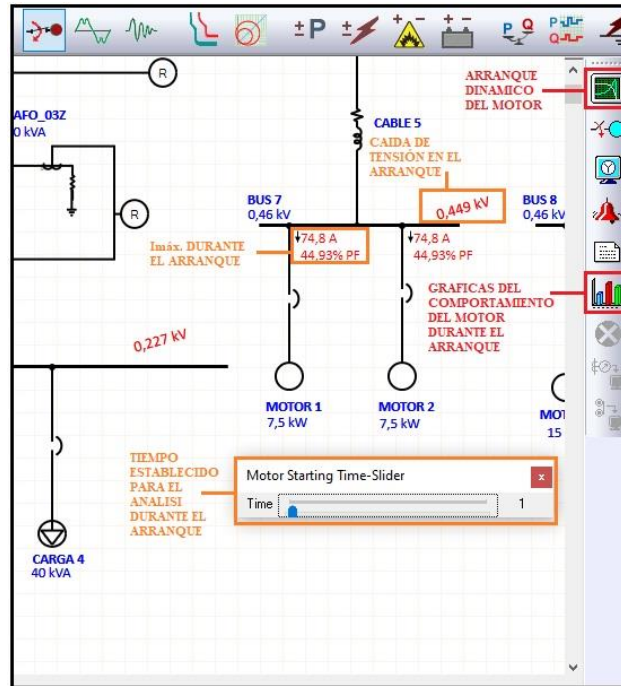 ±P
P Q
P
Q
R
ARRANQUE
DINAMICO
DEL MOTOR
AFO_03Z
0 kVA
CABLE 5
CAIDA DE
TENSIÓN EN EL
ARRANQUE
R
BUS 7
0,46 kV
0,449 kV
BUS 8
0,46 kV
Imáx. DURANTE
EL ARRANQUE
74,8 A
44,93% PF
74,8 A
44,93% PF
GRAFICAS DEL
COMPORTAMIENTO
DEL MOTOR
DURANTE EL
ARRANQUE
0,227 kV
MOTOR 1
7,5 kW
MOTOR 2
7,5 kW
MOT
15
TIEMPO
ESTABLECIDO
PARA EL
ANALISI
DURANTE EL
ARRANQUE
Motor Starting Time-Slider
x
Time
1
CARGA 4
40 kVA